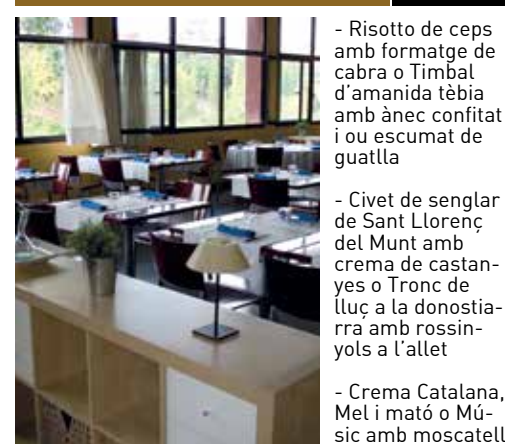 - Risotto de ceps
amb formatge de
cabra o Timbal
d'amanida tèbia
amb ànec confitat
i ou escumat de
guatlla
- Civet de senglar
de Sant Llorenç
del Munt amb
crema de castan-
yes o Tronc de
lluç a la donostia-
rra amb rossin-
yols a l'allet
- Crema Catalana,
Mel i mató o Mú-
sic amb moscatell